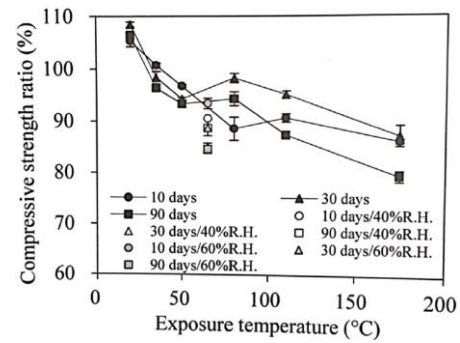 110
100
90
80
70
60
Compressive strength ratio (%)
10 days
30 days
90 days
10 days/40%R.H.
30 days/40%R.H.
90 days/40%R.H.
10 days/60%R.H.
30 days/60%R.H.
90 days/60%R.H.
0 50 100 150 200
Exposure temperature (°C)